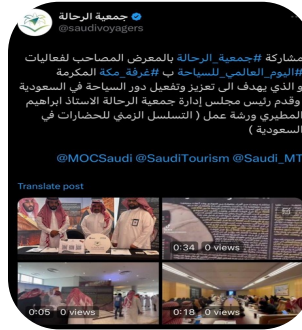 جمعية الرحالة
@saudivoyagers
مشاركة #جمعية_الرحالة بالمعرض المصاحب لفعاليات
#اليوم_العالمي_للسياحة ب #غرفة_مكة المكرمة
و الذي يهدف الى تعزيز وتفعيل دور السياحة في السعودية
وقدم رئيس مجلس إدارة جمعية الرحالة الاستاذ ابراهيم
المطيري ورشة عمل ( التسلسل الزمني للحضارات في
السعودية )
@MOCSaudi @SaudiTourism @Saudi_MT
Translate post
0:34 0 views
0:05 0 views
0:18 0 views